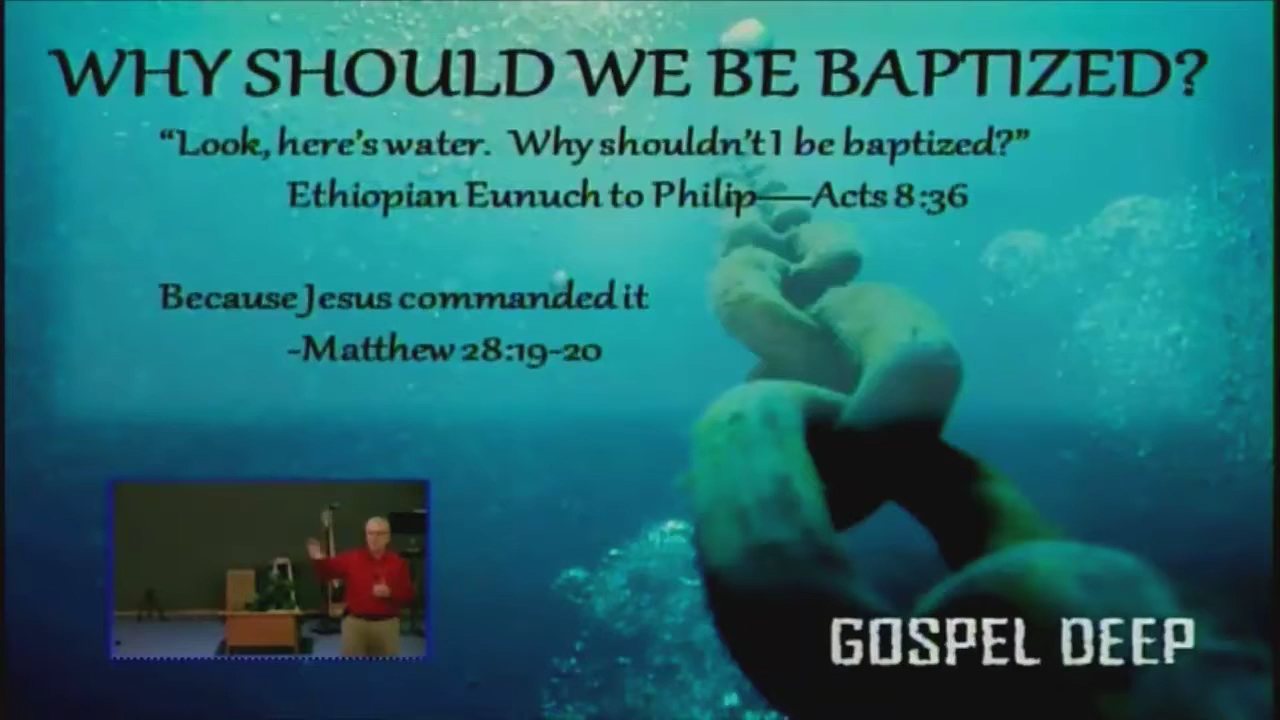 WHY SHOULD WE BE BAPTIZED?
“Look, here’s water. Why shouldn’t I be baptized?”
Ethiopian Eunuch to Philip—Acts 8:36
Because Jesus commanded it
-Matthew 28:19-20
GOSPEL DEEP